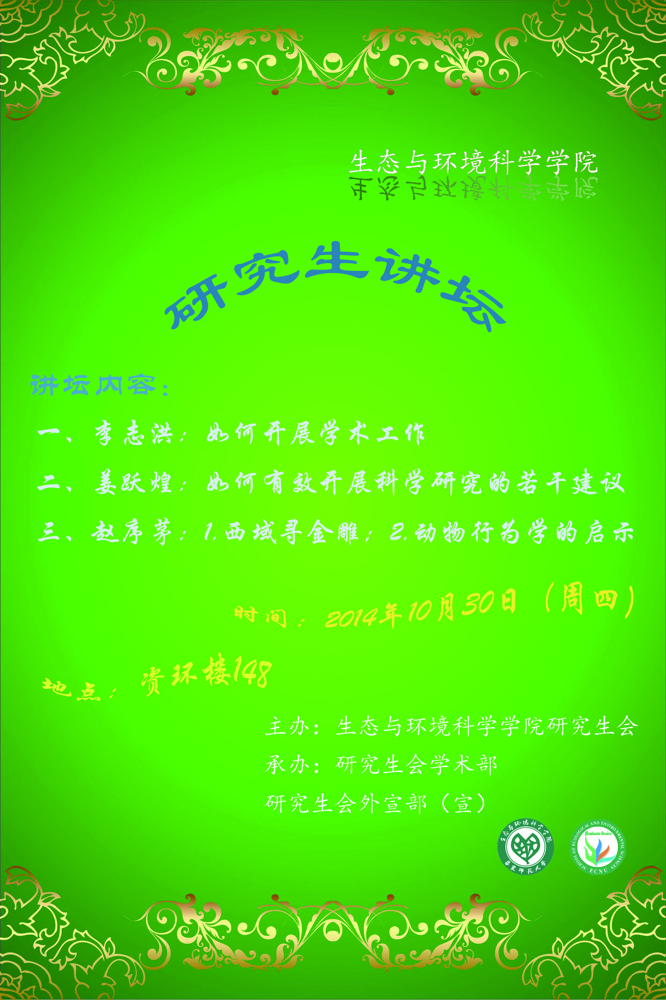 生态与环境科学学院
研究生讲坛
讲坛内容：
一、李志洪：如何开展学术工作
二、姜跃煌：如何有效开展科学研究的若干建议
三、赵序茅：1.西域寻金雕；2.动物行为学的启示
时间：2014年10月30日（周四）
地点：资环楼148
主办：生态与环境科学学院研究生会
承办：研究生会学术部
研究生会外宣部（宣）
生态与环境科学学院
华东师范大学
SCHOOL OF ECOLOGICAL AND ENVIRONMENTAL SCIENCES
Graduate Union
ECNU